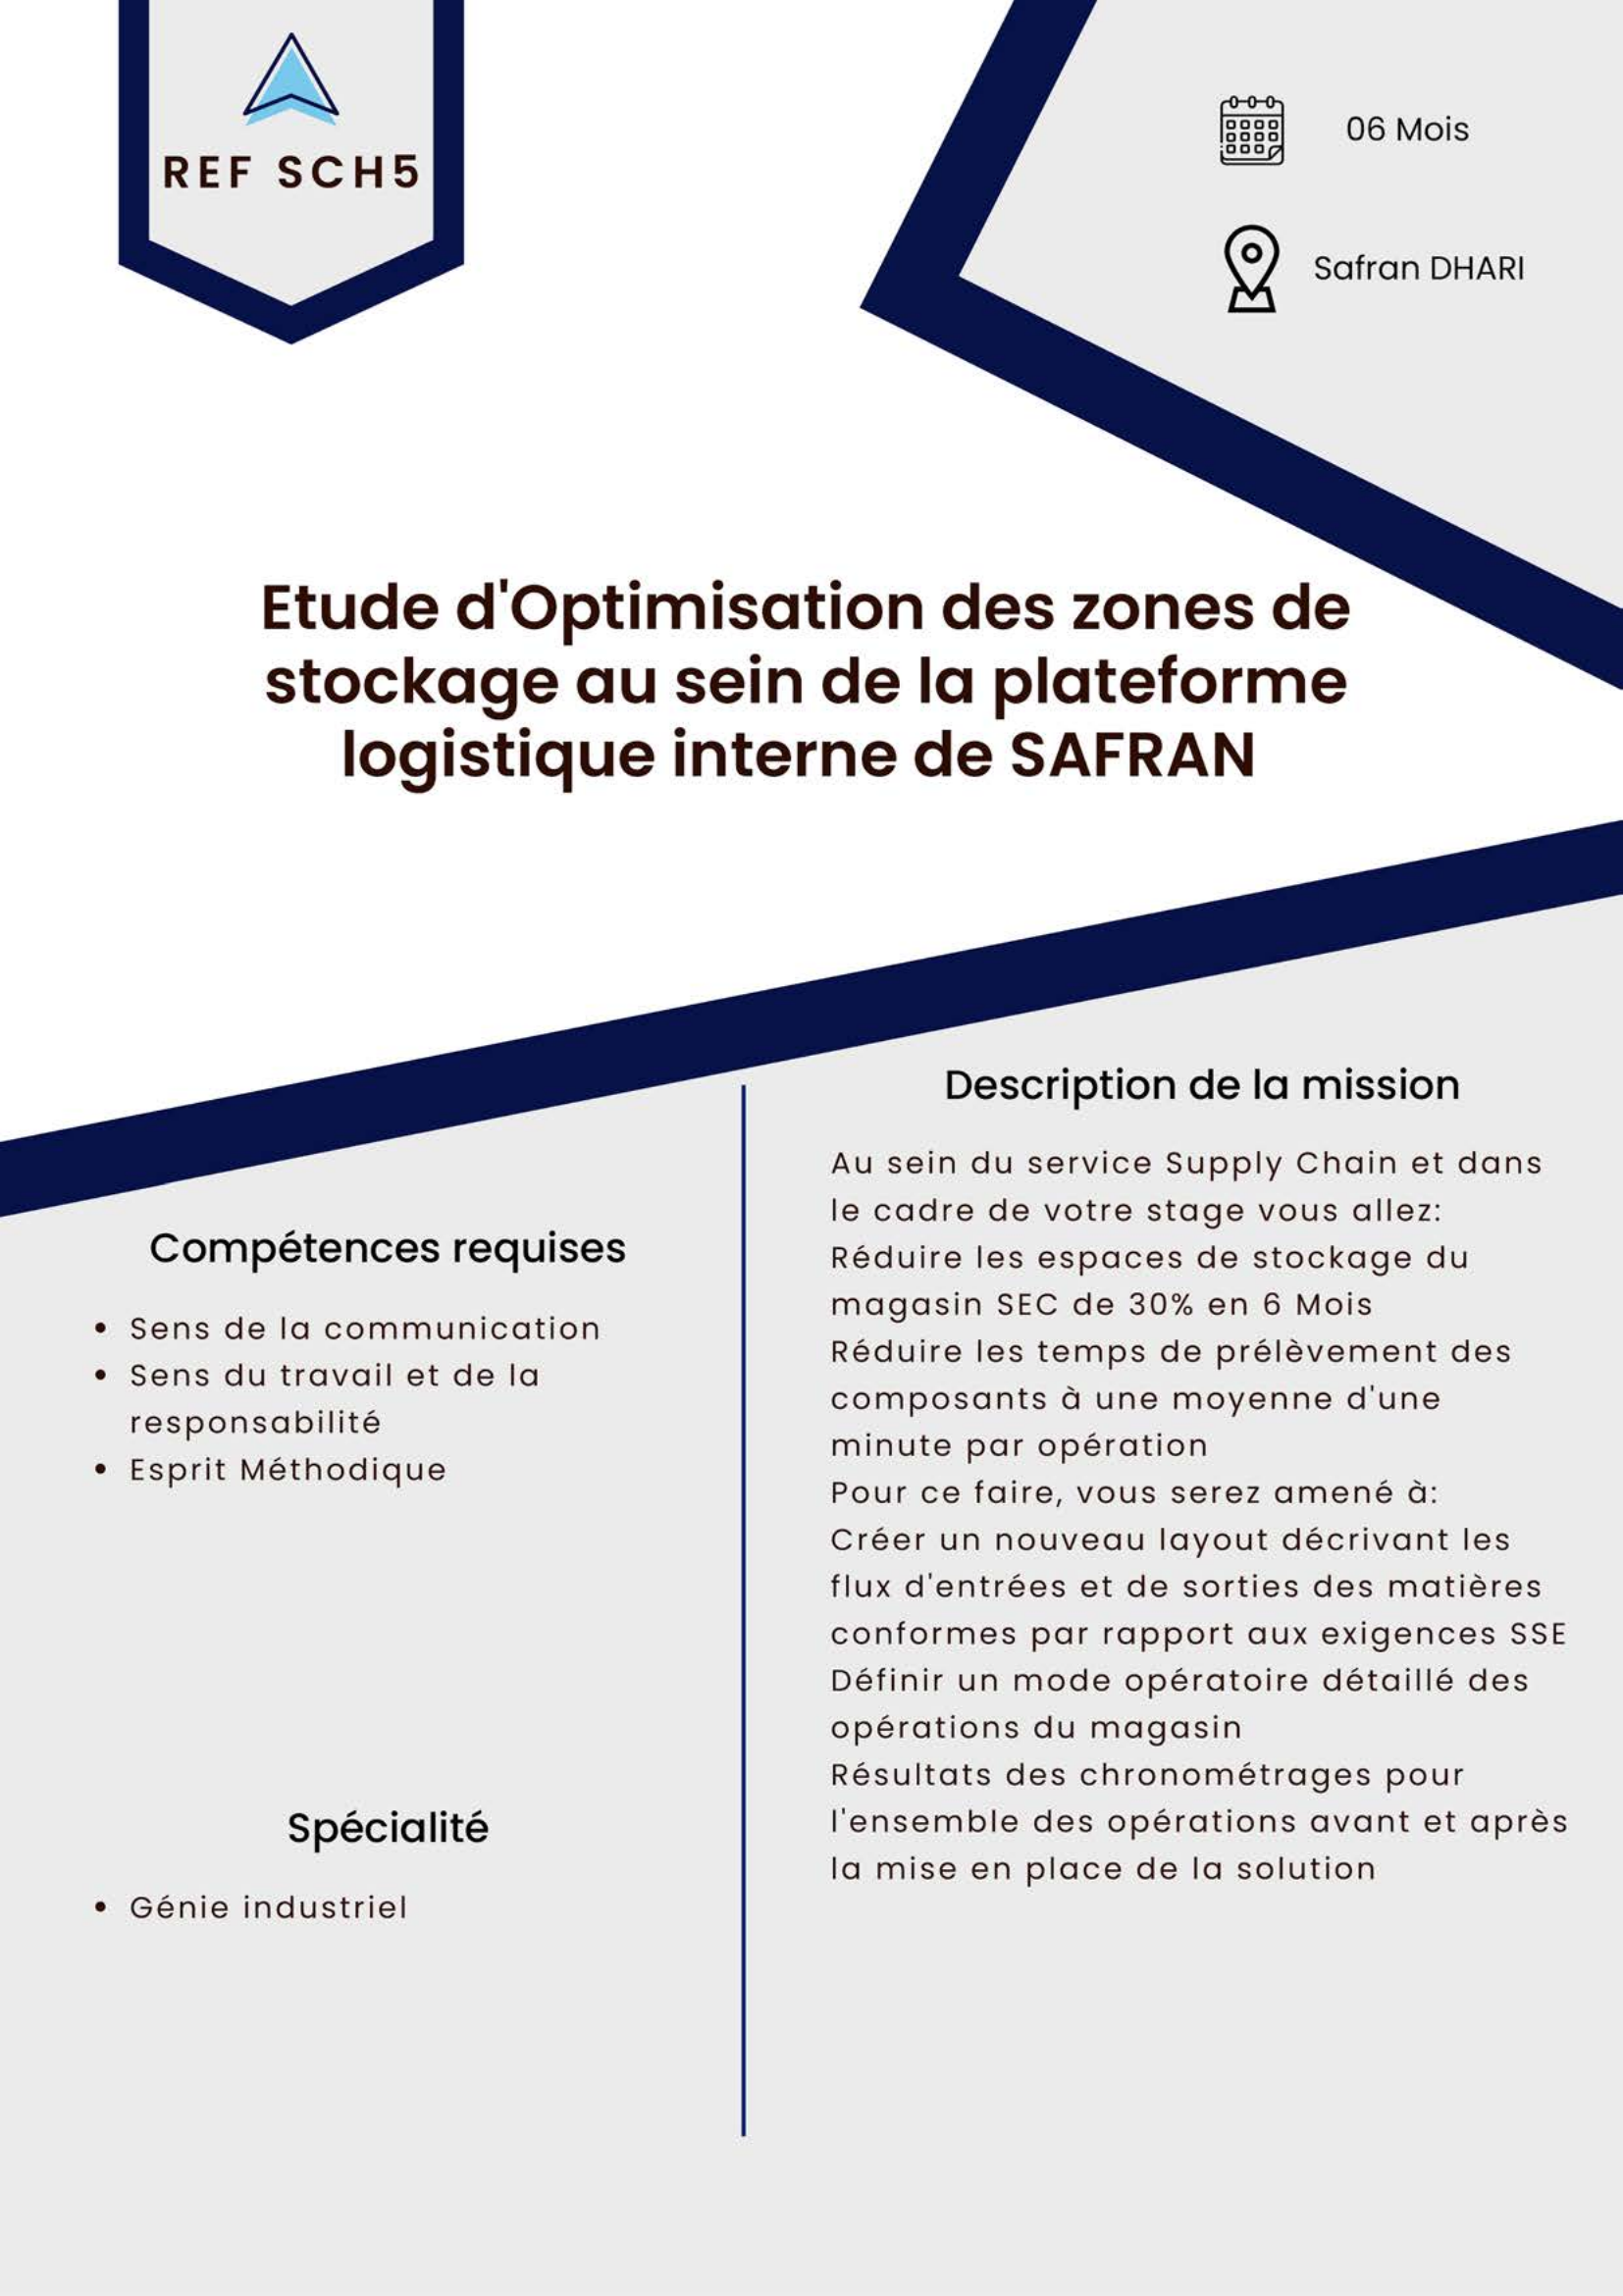 REF SCH5
06 Mois
Safran DHARI
Etude d'Optimisation des zones de
stockage au sein de la plateforme
logistique interne de SAFRAN
Compétences requises
• Sens de la communication
• Sens du travail et de la
responsabilité
• Esprit Méthodique
Spécialité
• Génie industriel
Description de la mission
Au sein du service Supply Chain et dans
le cadre de votre stage vous allez:
Réduire les espaces de stockage du
magasin SEC de 30% en 6 Mois
Réduire les temps de prélèvement des
composants à une moyenne d'une
minute par opération
Pour ce faire, vous serez amené à:
Créer un nouveau layout décrivant les
flux d'entrées et de sorties des matières
conformes par rapport aux exigences SSE
Définir un mode opératoire détaillé des
opérations du magasin
Résultats des chronométrages pour
l'ensemble des opérations avant et après
la mise en place de la solution